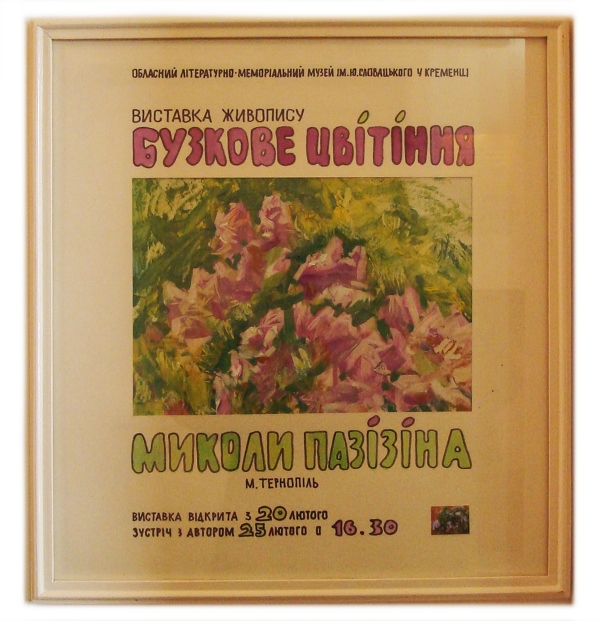 ОБЛАСНИЙ ЛІТЕРАТУРНО-МЕМОРІАЛЬНИЙ МУЗЕЙ ІМ.Ю.СЛОВАЦЬКОГО У КРЕМЕНЦІ
ВИСТАВКА ЖИВОПИСУ
БУЗКОВЕ ЦВІТІННЯ
МИКОЛИ ПАЗІЗІНА
М.ТЕРНОПІЛЬ
ВИСТАВКА ВІДКРИТА З 20 ЛЮТОГО
ЗУСТРІЧ З АВТОРОМ 25 ЛЮТОГО О 16.30